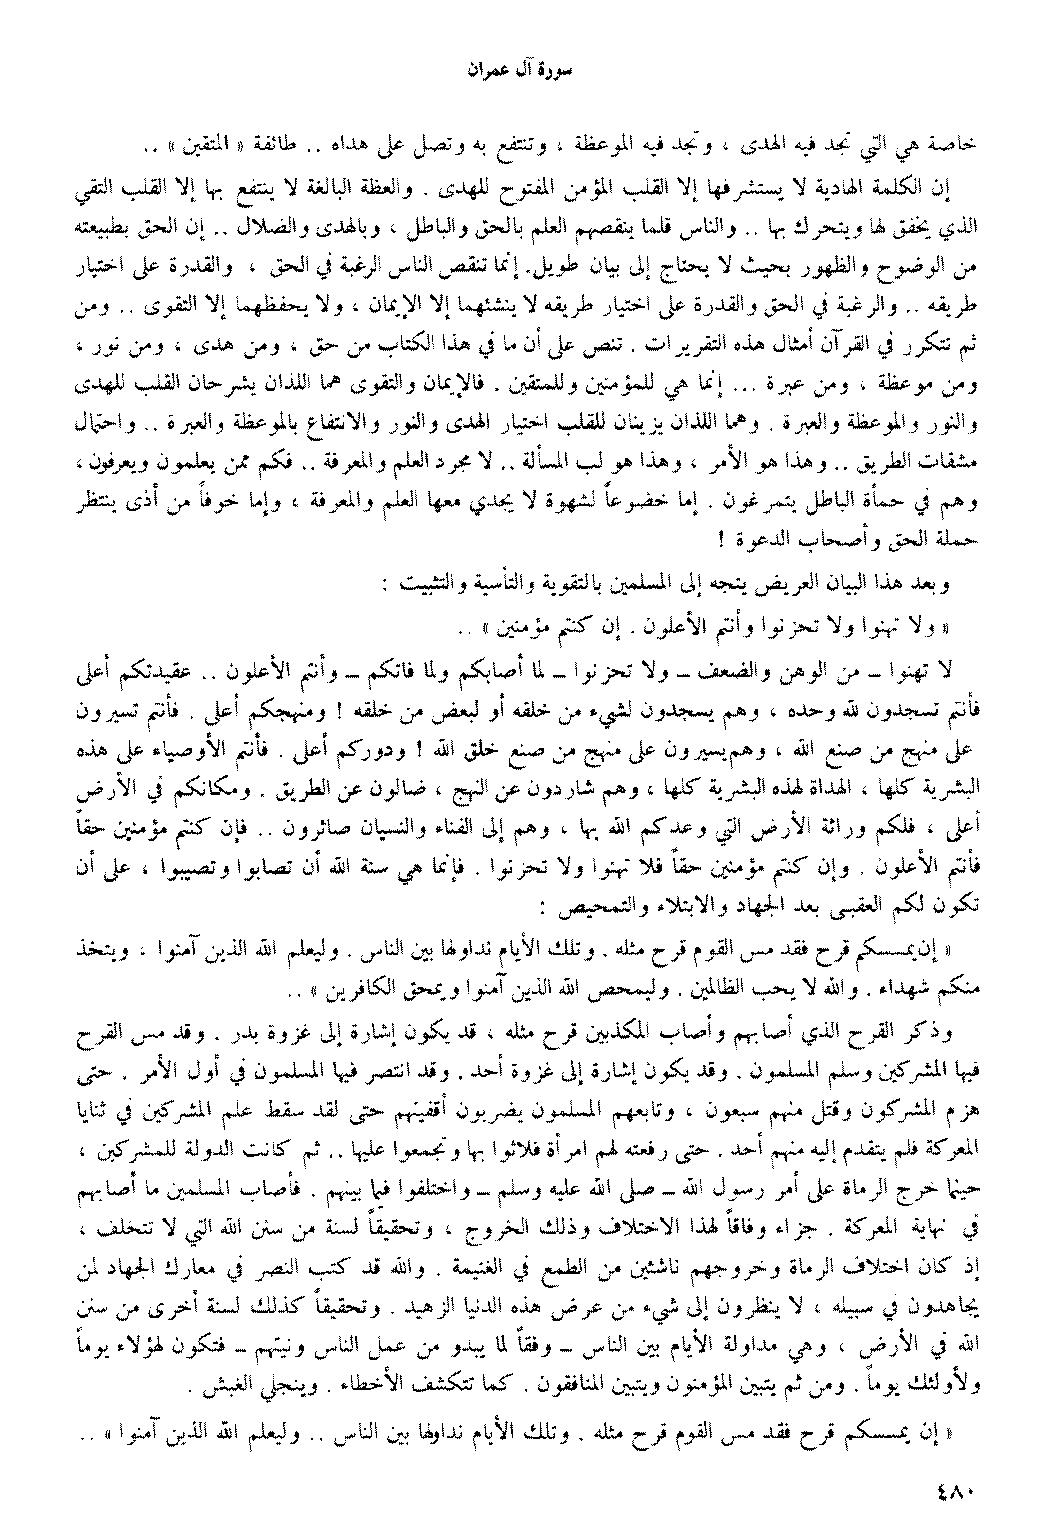 سورة آل عمران
خاصة هي التي تجد فيه الهدى ، وتجد فيه الموعظة ، وتنتفع به وتصل على هداه .. طائفة « المتقين » ..
إن الكلمة الهادية لا يستشرفها إلا القلب المؤمن المفتوح للهدى . والعظة البالغة لا ينتفع بها إلا القلب التقي
الذي يخفق لها ويتحرك بها .. والناس قلما ينقصهم العلم بالحق والباطل ، وبالهدى والضلال .. إن الحق بطبيعته
من الوضوح والظهور بحيث لا يحتاج إلى بيان طويل. إنما تنقص الناس الرغبة في الحق ، والقدرة على اختيار
طريقه .. والرغبة في الحق والقدرة على اختيار طريقه لا ينشئهما إلا الإيمان ، ولا يحفظهما إلا التقوى .. ومن
ثم تتكرر في القرآن أمثال هذه التقريرات . تنص على أن ما في هذا الكتاب من حق ، ومن هدى ، ومن نور ،
ومن موعظة ، ومن عبرة ... إنما هي للمؤمنين وللمتقين . فالإيمان والتقوى هما اللذان يشرحان القلب للهدى
والنور والموعظة والعبرة . وهما اللذان يزينان للقلب اختيار الهدى والنور والانتفاع بالموعظة والعبرة .. واحتمال
مشقات الطريق .. وهذا هو الأمر ، وهذا هو لب المسألة .. لا مجرد العلم والمعرفة .. فكم ممن يعلمون ويعرفون ،
وهم في حمأة الباطل يتمرغون . إما خضوعاً لشهوة لا يجدي معها العلم والمعرفة ، وإما خوفاً من أذى ينتظر
حملة الحق وأصحاب الدعوة !
وبعد هذا البيان العريض يتجه إلى المسلمين بالتقوية والتأسية والتثبيت :
« ولا تهنوا ولا تحزنوا وأنتم الأعلون . إن كنتم مؤمنين » ..
لا تهنوا – من الوهن والضعف – ولا تحزنوا – لما أصابكم ولما فاتكم – وأنتم الأعلون .. عقيدتكم أعلى
فأنتم تسجدون لله وحده ، وهم يسجدون لشيء من خلقه أو لبعض من خلقه ! ومنهجكم أعلى . فأنتم تسيرون
على منهج من صنع الله ، وهم يسيرون على منهج من صنع خلق الله ! ودوركم أعلى . فأنتم الأوصياء على هذه
البشرية كلها ، الهداة لهذه البشرية كلها ، وهم شاردون عن النهج ، ضالون عن الطريق . ومكانكم في الأرض
أعلى ، فلكم وراثة الأرض التي وعدكم الله بها ، وهم إلى الفناء والنسيان صائرون .. فإن كنتم مؤمنين حقاً
فأنتم الأعلون . وإن كنتم مؤمنين حقاً فلا تهنوا ولا تحزنوا . فإنما هي سنة الله أن تصابوا وتصيبوا ، على أن
تكون لكم العقبى بعد الجهاد والابتلاء والتمحيص :
« إن يمسسكم قرح فقد مس القوم قرح مثله . وتلك الأيام نداولها بين الناس . وليعلم الله الذين آمنوا ، ويتخذ
منكم شهداء . والله لا يحب الظالمين . وليمحص الله الذين آمنوا ويمحق الكافرين » ..
وذكر القرح الذي أصابهم وأصاب المكذبين قرح مثله ، قد يكون إشارة إلى غزوة بدر . وقد مس القرح
فيها المشركين وسلم المسلمون . وقد يكون إشارة إلى غزوة أحد . وقد انتصر فيها المسلمون في أول الأمر . حتى
هزم المشركون وقتل منهم سبعون ، وتابعهم المسلمون يضربون أقفيتهم حتى لقد سقط علم المشركين في ثنايا
المعركة فلم يتقدم إليه منهم أحد . حتى رفعته لهم امرأة فلاثوا بها وتجمعوا عليها .. ثم كانت الدولة للمشركين ،
حينما خرج الرماة على أمر رسول الله – صلى الله عليه وسلم – واختلفوا فيما بينهم . فأصاب المسلمين ما أصابهم
في نهاية المعركة . جزاء وفاقاً لهذا الاختلاف وذلك الخروج ، وتحقيقاً لسنة من سنن الله التي لا تتخلف ،
إذ كان اختلاف الرماة وخروجهم ناشئين من الطمع في الغنيمة . والله قد كتب النصر في معارك الجهاد لمن
يجاهدون في سبيله ، لا ينظرون إلى شيء من عرض هذه الدنيا الزهيد . وتحقيقاً كذلك لسنة أخرى من سنن
الله في الأرض ، وهي مداولة الأيام بين الناس – وفقاً لما يبدو من عمل الناس ونيتهم – فتكون لهؤلاء يوماً
ولأولئك يوماً . ومن ثم يتبين المؤمنون ويتبين المنافقون . كما تتكشف الأخطاء . وينجلي الغبش .
« إن يمسسكم قرح فقد مس القوم قرح مثله . وتلك الأيام نداولها بين الناس .. وليعلم الله الذين آمنوا » ..
٤٨٠